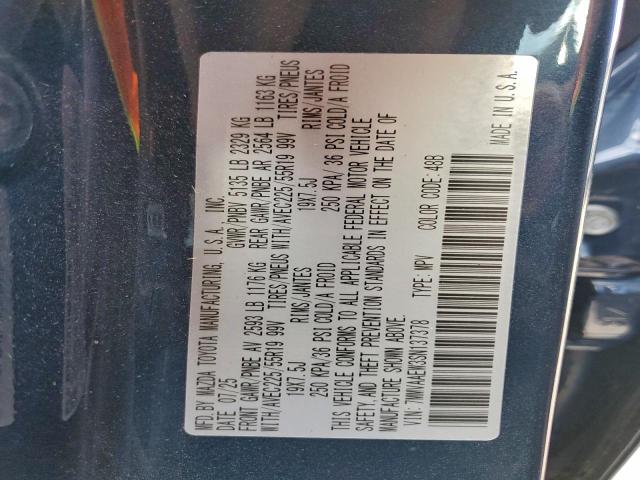 MFD. BY MAZDA TOYOTA MANUFACTURING, U.S.A., INC.
DATE 07/25 GVWR/PNBV 5135 LB 2329 KG
FRONT GAWR/PNBE AV 2593 LB 1176 KG REAR GAWR/PNBE AR 2564 LB 1163 KG
WITH/AVEC225/55R19 99V TIRES/PNEUS WITH/AVEC225/55R19 99V TIRES/PNEUS
19X7.5J RIMS/JANTES 19X7.5J RIMS/JANTES
250 KPA/36 PSI COLD/A FROID 250 KPA/36 PSI COLD/A FROID
THIS VEHICLE CONFORMS TO ALL APPLICABLE FEDERAL MOTOR VEHICLE
SAFETY, AND THEFT PREVENTION STANDARDS IN EFFECT ON THE DATE OF
MANUFACTURE SHOWN ABOVE.
VIN: 7MMVAAEW3SN137378 TYPE: MPV COLOR CODE: 48B
MADE IN U.S.A.